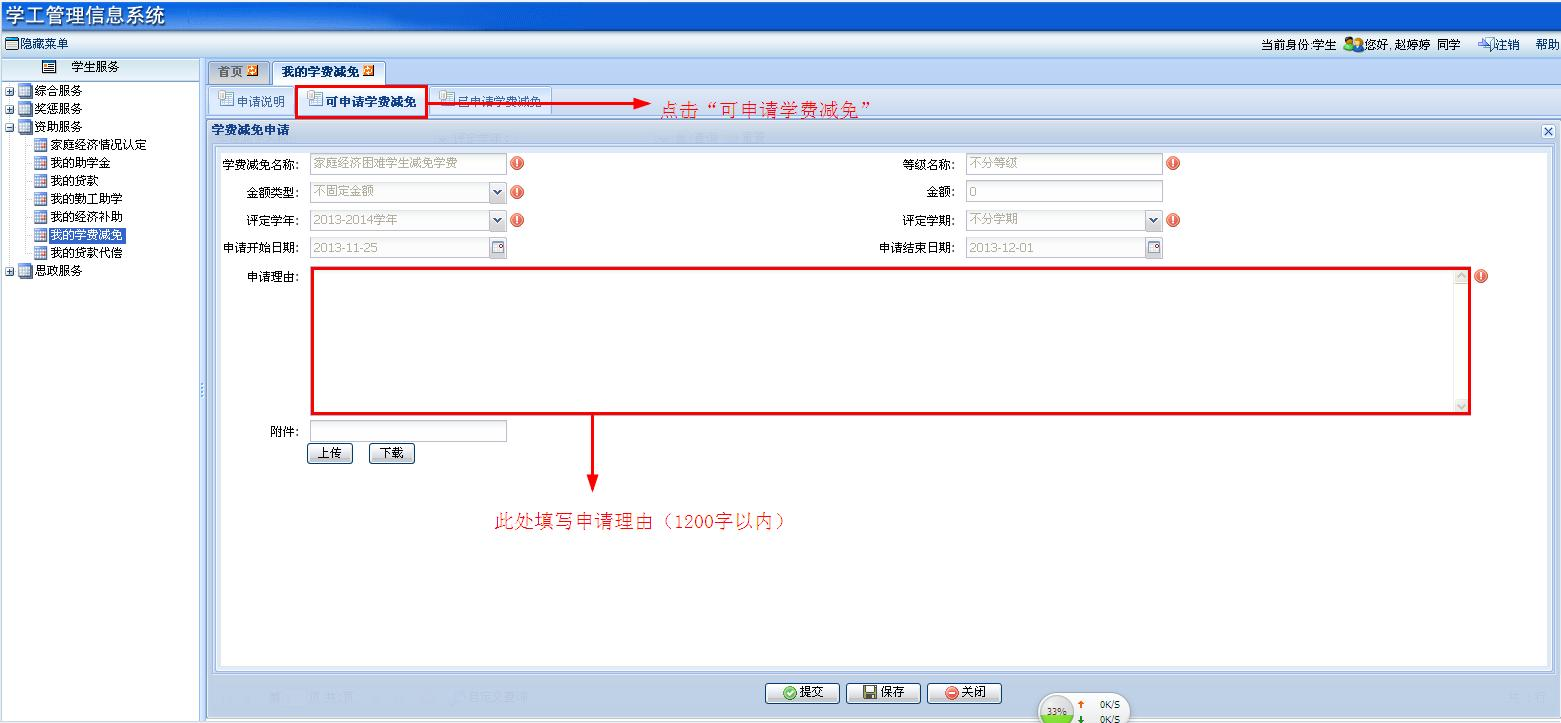 学工管理信息系统
隐藏菜单
当前身份:学生 您好, 赵婷婷 同学 注销 帮助
学生服务
首页 我的学费减免
综合服务
奖惩服务
资助服务
家庭经济情况认定
我的助学金
我的贷款
我的勤工助学
我的经济补助
我的学费减免
我的贷款代偿
思政服务
申请说明 可申请学费减免 已申请学费减免
点击“可申请学费减免”
学费减免申请
学费减免名称: 家庭经济困难学生减免学费 等级名称: 不分等级
金额类型: 不固定金额 金额: 0
评定学年: 2013-2014学年 评定学期: 不分学期
申请开始日期: 2013-11-25 申请结束日期: 2013-12-01
申请理由:
附件:
上传 下载
此处填写申请理由（1200字以内）
提交 保存 关闭
自定义查询
33% 0K/S
0K/S